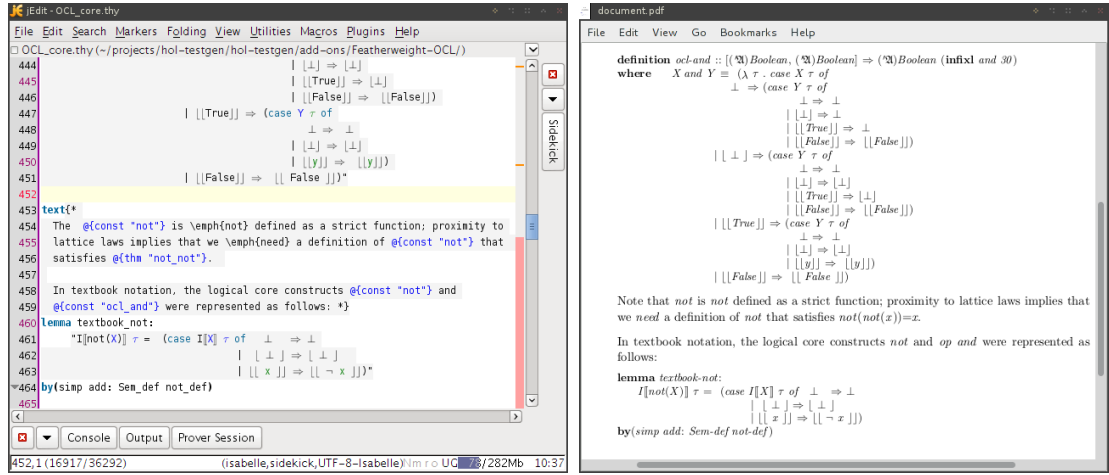 jEdit - OCL_core.thy
File Edit Search Markers Folding View Utilities Macros Plugins Help
OCL_core.thy (~/projects/hol-testgen/hol-testgen/add-ons/Featherweight-OCL/)
444 | ⌊⊥⌋ ⇒ ⌊⊥⌋
445 | ⌊⌊True⌋⌋ ⇒ ⌊⊥⌋
446 | ⌊⌊False⌋⌋ ⇒ ⌊⌊False⌋⌋)
447 | ⌊⌊True⌋⌋ ⇒ (case Y τ of
448 ⊥ ⇒ ⊥
449 | ⌊⊥⌋ ⇒ ⌊⊥⌋
450 | ⌊⌊y⌋⌋ ⇒ ⌊⌊y⌋⌋)
451 | ⌊⌊False⌋⌋ ⇒ ⌊⌊ False ⌋⌋)"
452
453 text{*
454 The @{const "not"} is \emph{not} defined as a strict function; proximity to
455 lattice laws implies that we \emph{need} a definition of @{const "not"} that
456 satisfies @{thm "not_not"}.
457
458 In textbook notation, the logical core constructs @{const "not"} and
459 @{const "ocl_and"} were represented as follows: *}
460 lemma textbook_not:
461 "I⟦not(X)⟧ τ = (case I⟦X⟧ τ of ⊥ ⇒ ⊥
462 | ⌊ ⊥ ⌋ ⇒ ⌊ ⊥ ⌋
463 | ⌊⌊ x ⌋⌋ ⇒ ⌊⌊ ¬ x ⌋⌋)"
464 by(simp add: Sem_def not_def)
465
Sidekick
Console Output Prover Session
452,1 (16917/36292) (isabelle,sidekick,UTF-8-Isabelle)Nm r o UG 78/282Mb 10:37
document.pdf
File Edit View Go Bookmarks Help
definition ocl-and :: [(𝔄)Boolean, (𝔄)Boolean] ⇒ (𝔄)Boolean (infixl and 30)
where X and Y ≡ (λ τ . case X τ of
⊥ ⇒ (case Y τ of
⊥ ⇒ ⊥
| ⌊⊥⌋ ⇒ ⊥
| ⌊⌊True⌋⌋ ⇒ ⊥
| ⌊⌊False⌋⌋ ⇒ ⌊⌊False⌋⌋)
| ⌊ ⊥ ⌋ ⇒ (case Y τ of
⊥ ⇒ ⊥
| ⌊⊥⌋ ⇒ ⌊⊥⌋
| ⌊⌊True⌋⌋ ⇒ ⌊⊥⌋
| ⌊⌊False⌋⌋ ⇒ ⌊⌊False⌋⌋)
| ⌊⌊True⌋⌋ ⇒ (case Y τ of
⊥ ⇒ ⊥
| ⌊⊥⌋ ⇒ ⌊⊥⌋
| ⌊⌊y⌋⌋ ⇒ ⌊⌊y⌋⌋)
| ⌊⌊False⌋⌋ ⇒ ⌊⌊ False ⌋⌋)
Note that not is not defined as a strict function; proximity to lattice laws implies that
we need a definition of not that satisfies not(not(x))=x.
In textbook notation, the logical core constructs not and op and were represented as
follows:
lemma textbook-not:
I⟦not(X)⟧ τ = (case I⟦X⟧ τ of ⊥ ⇒ ⊥
| ⌊ ⊥ ⌋ ⇒ ⌊ ⊥ ⌋
| ⌊⌊ x ⌋⌋ ⇒ ⌊⌊ ¬ x ⌋⌋)
by(simp add: Sem-def not-def)